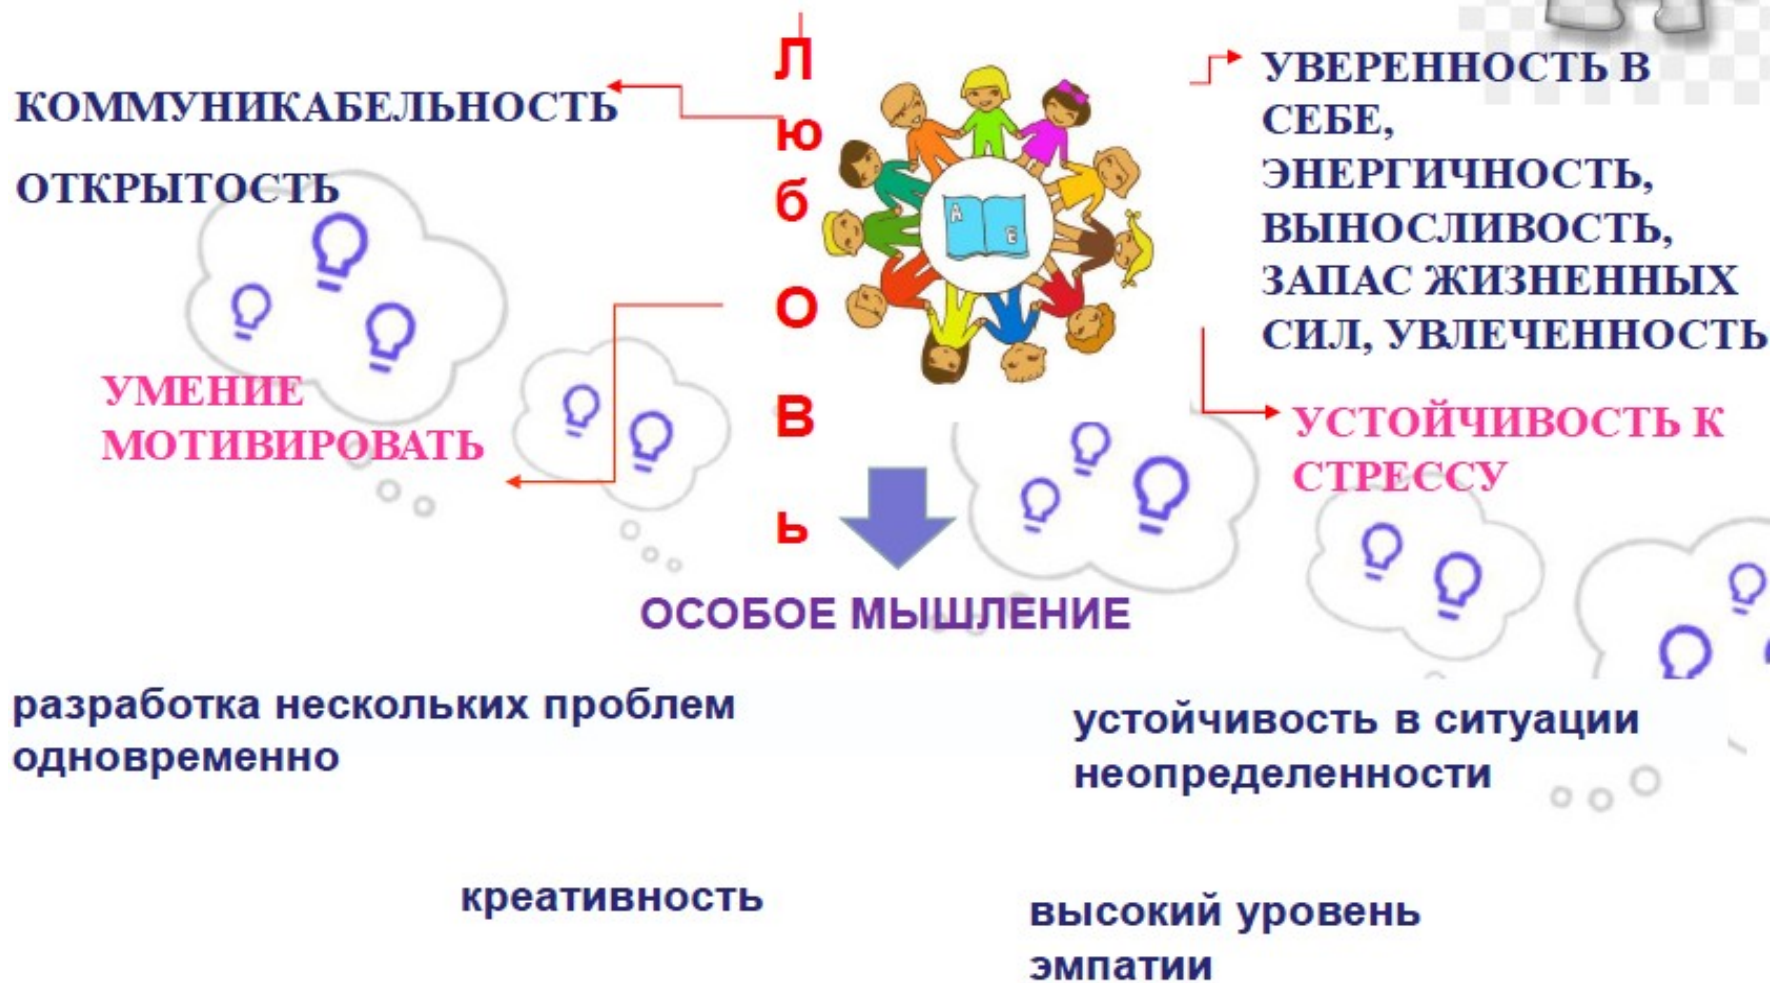 КОММУНИКАБЕЛЬНОСТЬ
ОТКРЫТОСТЬ
УМЕНИЕ
МОТИВИРОВАТЬ
Л
ю
б
О
В
ь
А
Б
УВЕРЕННОСТЬ В
СЕБЕ,
ЭНЕРГИЧНОСТЬ,
ВЫНОСЛИВОСТЬ,
ЗАПАС ЖИЗНЕННЫХ
СИЛ, УВЛЕЧЕННОСТЬ
УСТОЙЧИВОСТЬ К
СТРЕССУ
ОСОБОЕ МЫШЛЕНИЕ
разработка нескольких проблем
одновременно
устойчивость в ситуации
неопределенности
креативность
высокий уровень
эмпатии